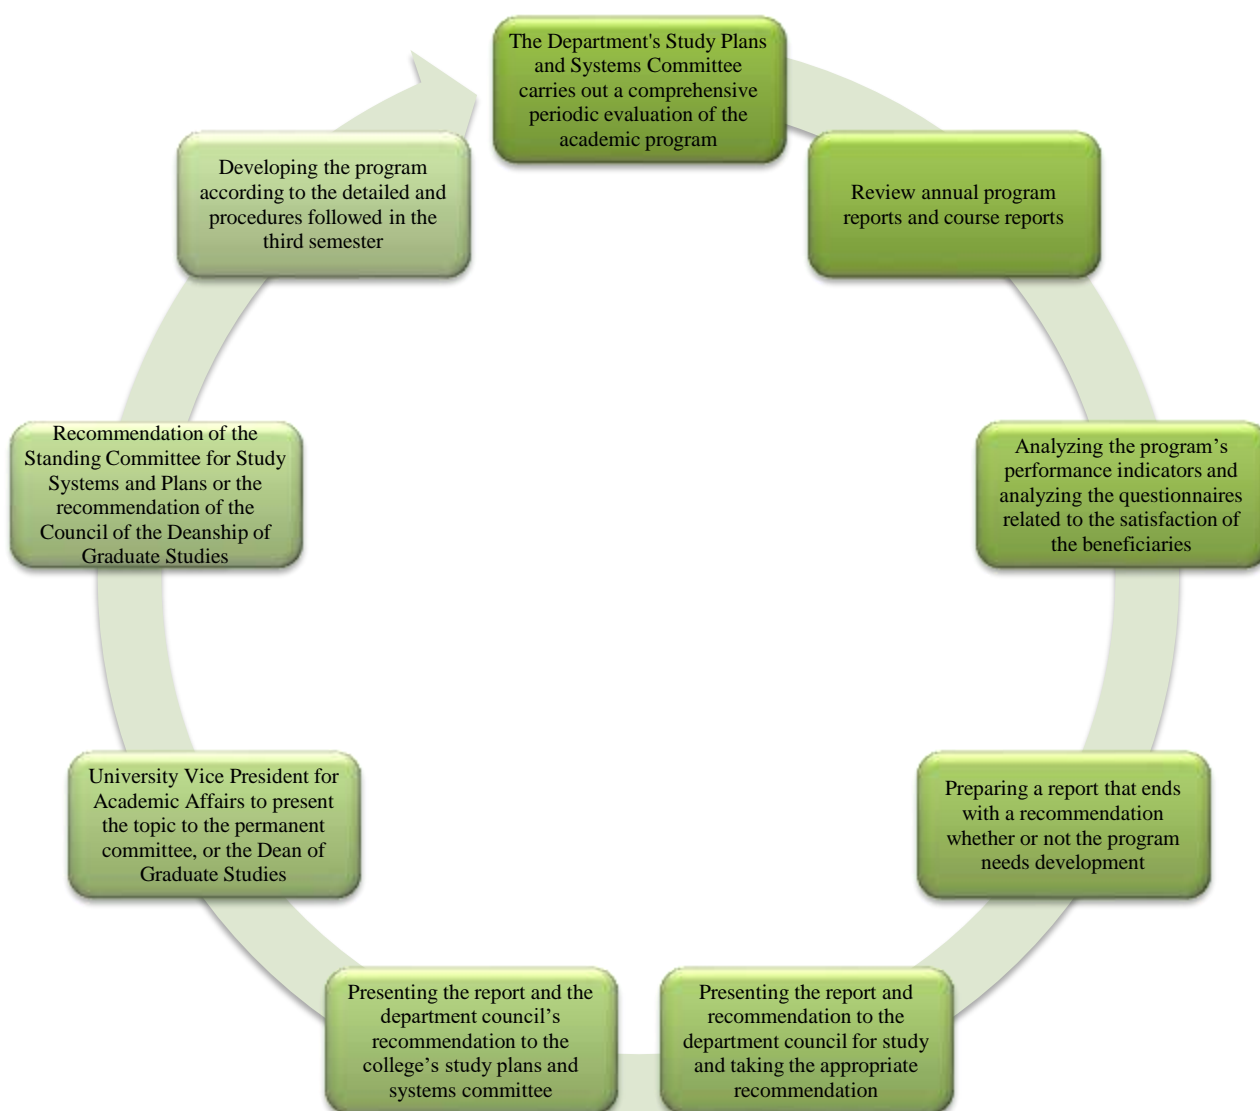 The Department's Study Plans
and Systems Committee
carries out a comprehensive
periodic evaluation of the
academic program
Review annual program
reports and course reports
Analyzing the program’s
performance indicators and
analyzing the questionnaires
related to the satisfaction of
the beneficiaries
Preparing a report that ends
with a recommendation
whether or not the program
needs development
Presenting the report and
recommendation to the
department council for study
and taking the appropriate
recommendation
Presenting the report and the
department council’s
recommendation to the
college’s study plans and
systems committee
University Vice President for
Academic Affairs to present
the topic to the permanent
committee, or the Dean of
Graduate Studies
Recommendation of the
Standing Committee for Study
Systems and Plans or the
recommendation of the
Council of the Deanship of
Graduate Studies
Developing the program
according to the detailed and
procedures followed in the
third semester